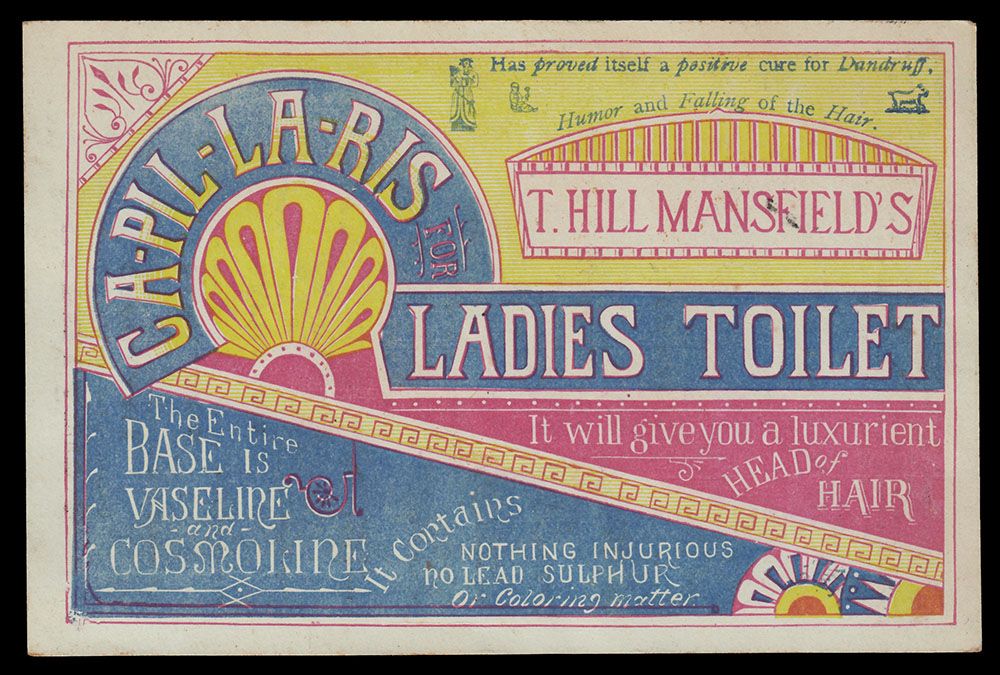 Has proved itself a positive cure for Dandruff,
Humor and Falling of the Hair.
T. HILL MANSFIELD'S
CA-PIL-LA-RIS
FOR
LADIES TOILET
It will give you a luxurient
HEAD of
HAIR
The Entire
BASE IS
VASELINE
-and-
COSMOLINE
It Contains
NOTHING INJURIOUS
NO LEAD SULPHUR
Or Coloring matter